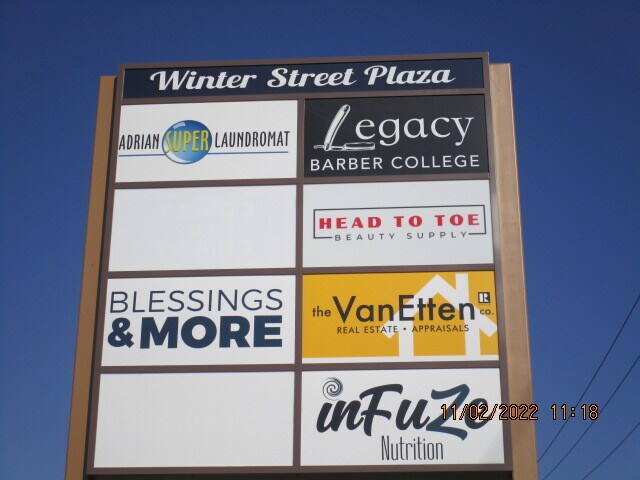 Winter Street Plaza
ADRIAN SUPER LAUNDROMAT
Legacy
BARBER COLLEGE
HEAD TO TOE
BEAUTY SUPPLY
BLESSINGS
& MORE
the VanEtten co.
R
REAL ESTATE • APPRAISALS
inFuZe
Nutrition
11/02/2022 11:18